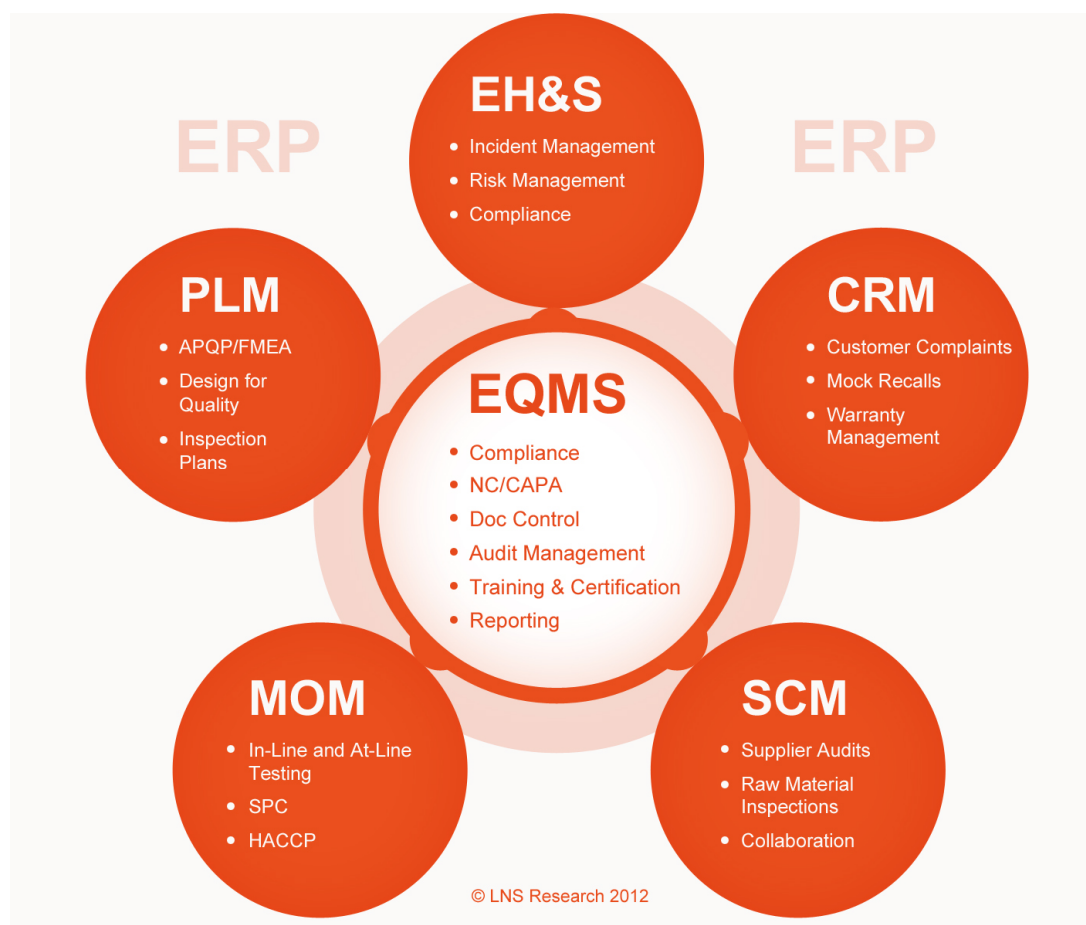 EH&S
• Incident Management
• Risk Management
• Compliance
ERP
ERP
PLM
• APQP/FMEA
• Design for
Quality
• Inspection
Plans
CRM
• Customer Complaints
• Mock Recalls
• Warranty
Management
EQMS
• Compliance
• NC/CAPA
• Doc Control
• Audit Management
• Training & Certification
• Reporting
MOM
• In-Line and At-Line
Testing
• SPC
• HACCP
SCM
• Supplier Audits
• Raw Material
Inspections
• Collaboration
© LNS Research 2012